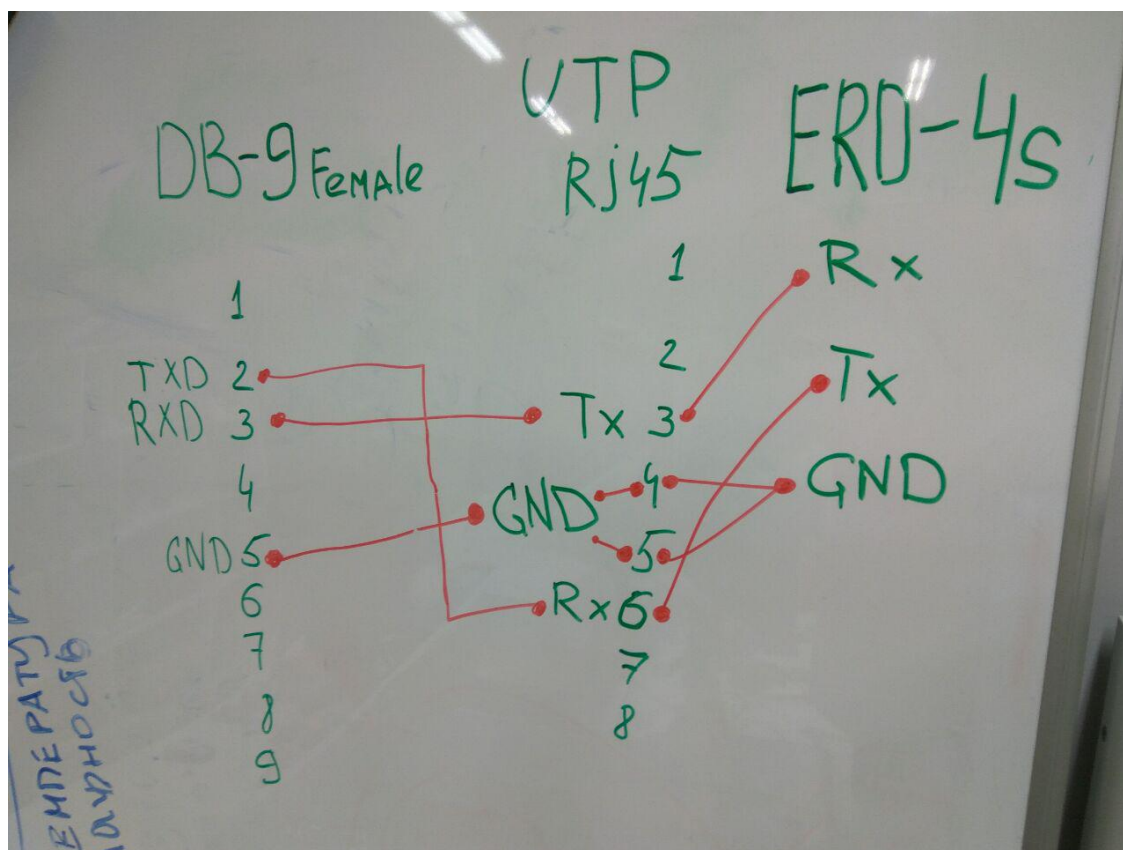 UTP
DB-9 Female
Rj45
ERD-4s
1
TXD 2
RXD 3
4
GND 5
6
7
8
9
1
2
Tx 3
GND 4
5
Rx 6
7
8
Rx
Tx
GND